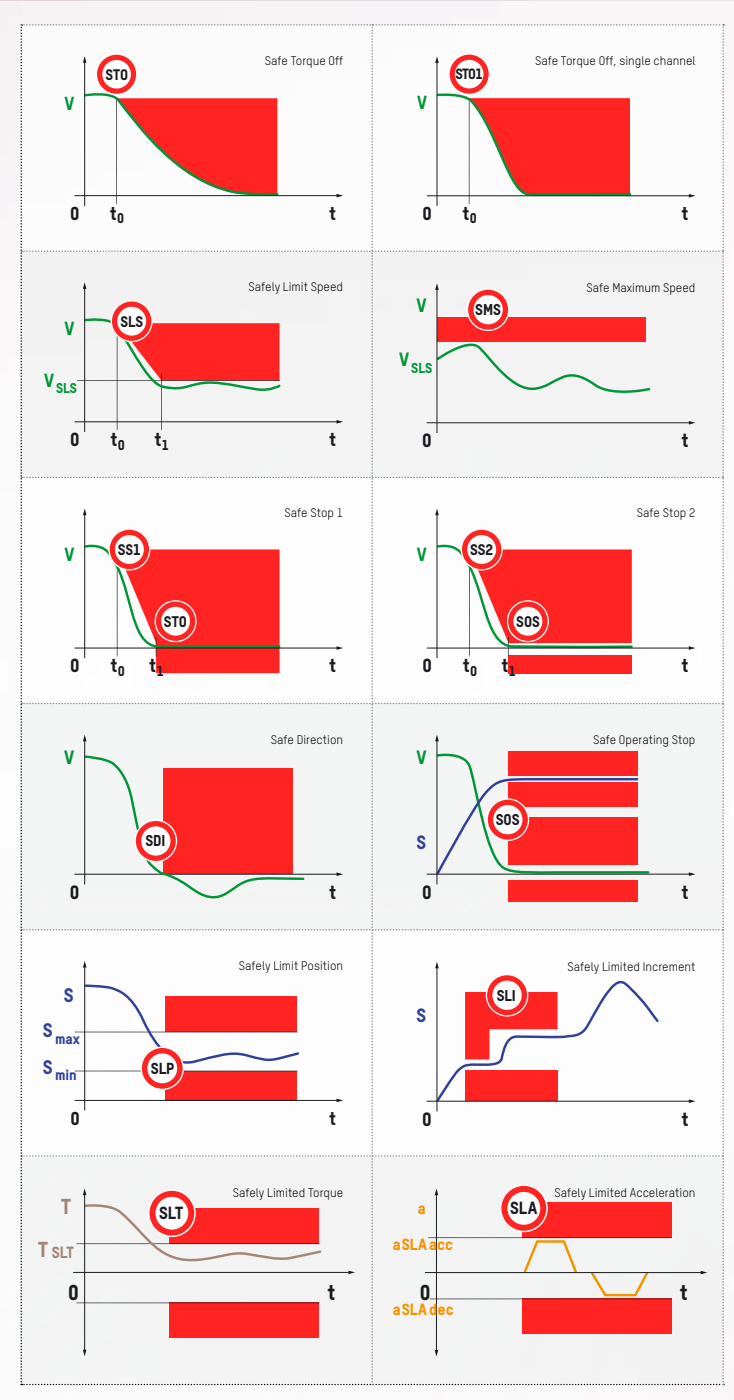 Safe Torque Off
STO
V
0 t0 t
Safe Torque Off, single channel
STO1
V
0 t0 t
Safely Limit Speed
SLS
V
VSLS
0 t0 t1 t
Safe Maximum Speed
SMS
V
VSLS
0 t
Safe Stop 1
SS1
V
STO
0 t0 t1 t
Safe Stop 2
SS2
V
SOS
0 t0 t1 t
Safe Direction
V
SDI
0 t
Safe Operating Stop
V
SOS
S
0 t
Safely Limit Position
S
Smax
Smin
SLP
0 t
Safely Limited Increment
SLI
S
0 t
Safely Limited Torque
T
SLT
TSLT
0 t
Safely Limited Acceleration
SLA
a
aSLAacc
0 t
aSLAdec